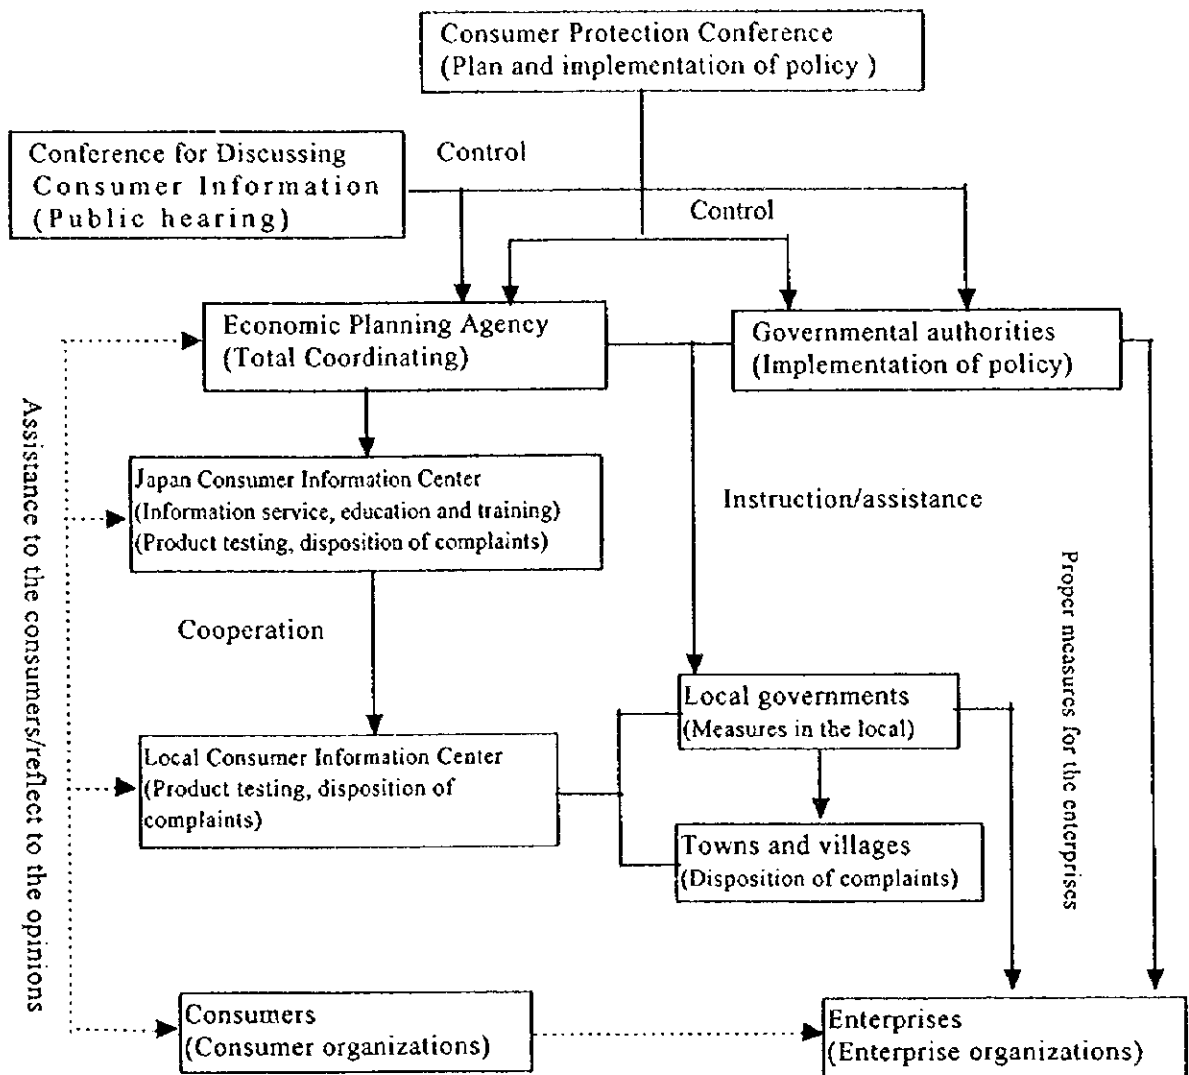 Consumer Protection Conference
(Plan and implementation of policy )
Conference for Discussing
Consumer Information
(Public hearing)
Control
Control
Economic Planning Agency
(Total Coordinating)
Governmental authorities
(Implementation of policy)
Japan Consumer Information Center
(Information service, education and training)
(Product testing, disposition of complaints)
Instruction/assistance
Assistance to the consumers/reflect to the opinions
Proper measures for the enterprises
Cooperation
Local governments
(Measures in the local)
Local Consumer Information Center
(Product testing, disposition of
complaints)
Towns and villages
(Disposition of complaints)
Consumers
(Consumer organizations)
Enterprises
(Enterprise organizations)